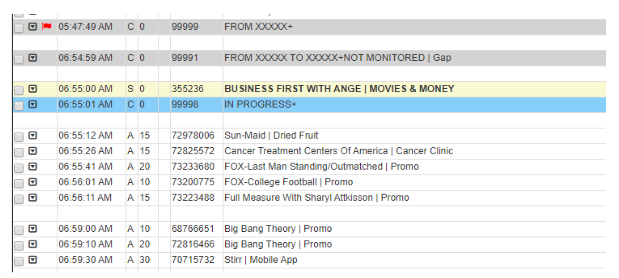 05:47:49 AM C 0 99999 FROM XXXXX+
06:54:59 AM C 0 99991 FROM XXXXX TO XXXXX+NOT MONITORED | Gap
06:55:00 AM S 0 355236 BUSINESS FIRST WITH ANGE | MOVIES & MONEY
06:55:01 AM C 0 99998 IN PROGRESS+
06:55:12 AM A 15 72978006 Sun-Maid | Dried Fruit
06:55:26 AM A 15 72825572 Cancer Treatment Centers Of America | Cancer Clinic
06:55:41 AM A 20 73233680 FOX-Last Man Standing/Outmatched | Promo
06:56:01 AM A 10 73200775 FOX-College Football | Promo
06:56:11 AM A 15 73223488 Full Measure With Sharyl Attkisson | Promo
06:59:00 AM A 10 68766651 Big Bang Theory | Promo
06:59:10 AM A 20 72816466 Big Bang Theory | Promo
06:59:30 AM A 30 70715732 Stirr | Mobile App